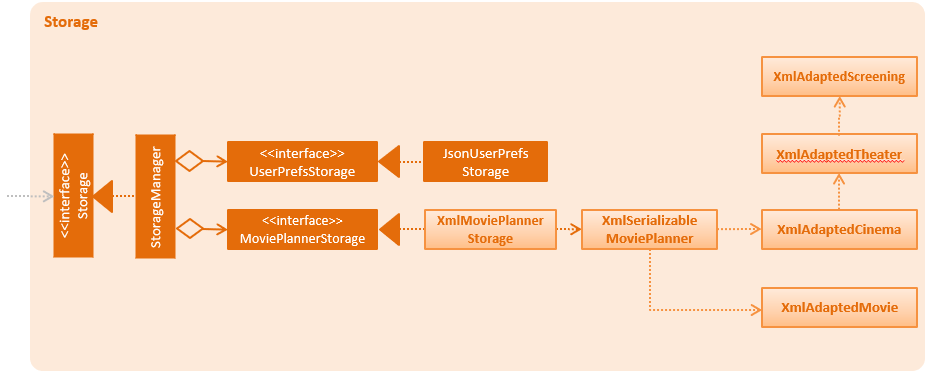 Storage
<<interface>>
Storage
StorageManager
<<interface>>
UserPrefsStorage
JsonUserPrefs
Storage
<<interface>>
MoviePlannerStorage
XmlMoviePlanner
Storage
XmlSerializable
MoviePlanner
XmlAdaptedScreening
XmlAdaptedTheater
XmlAdaptedCinema
XmlAdaptedMovie